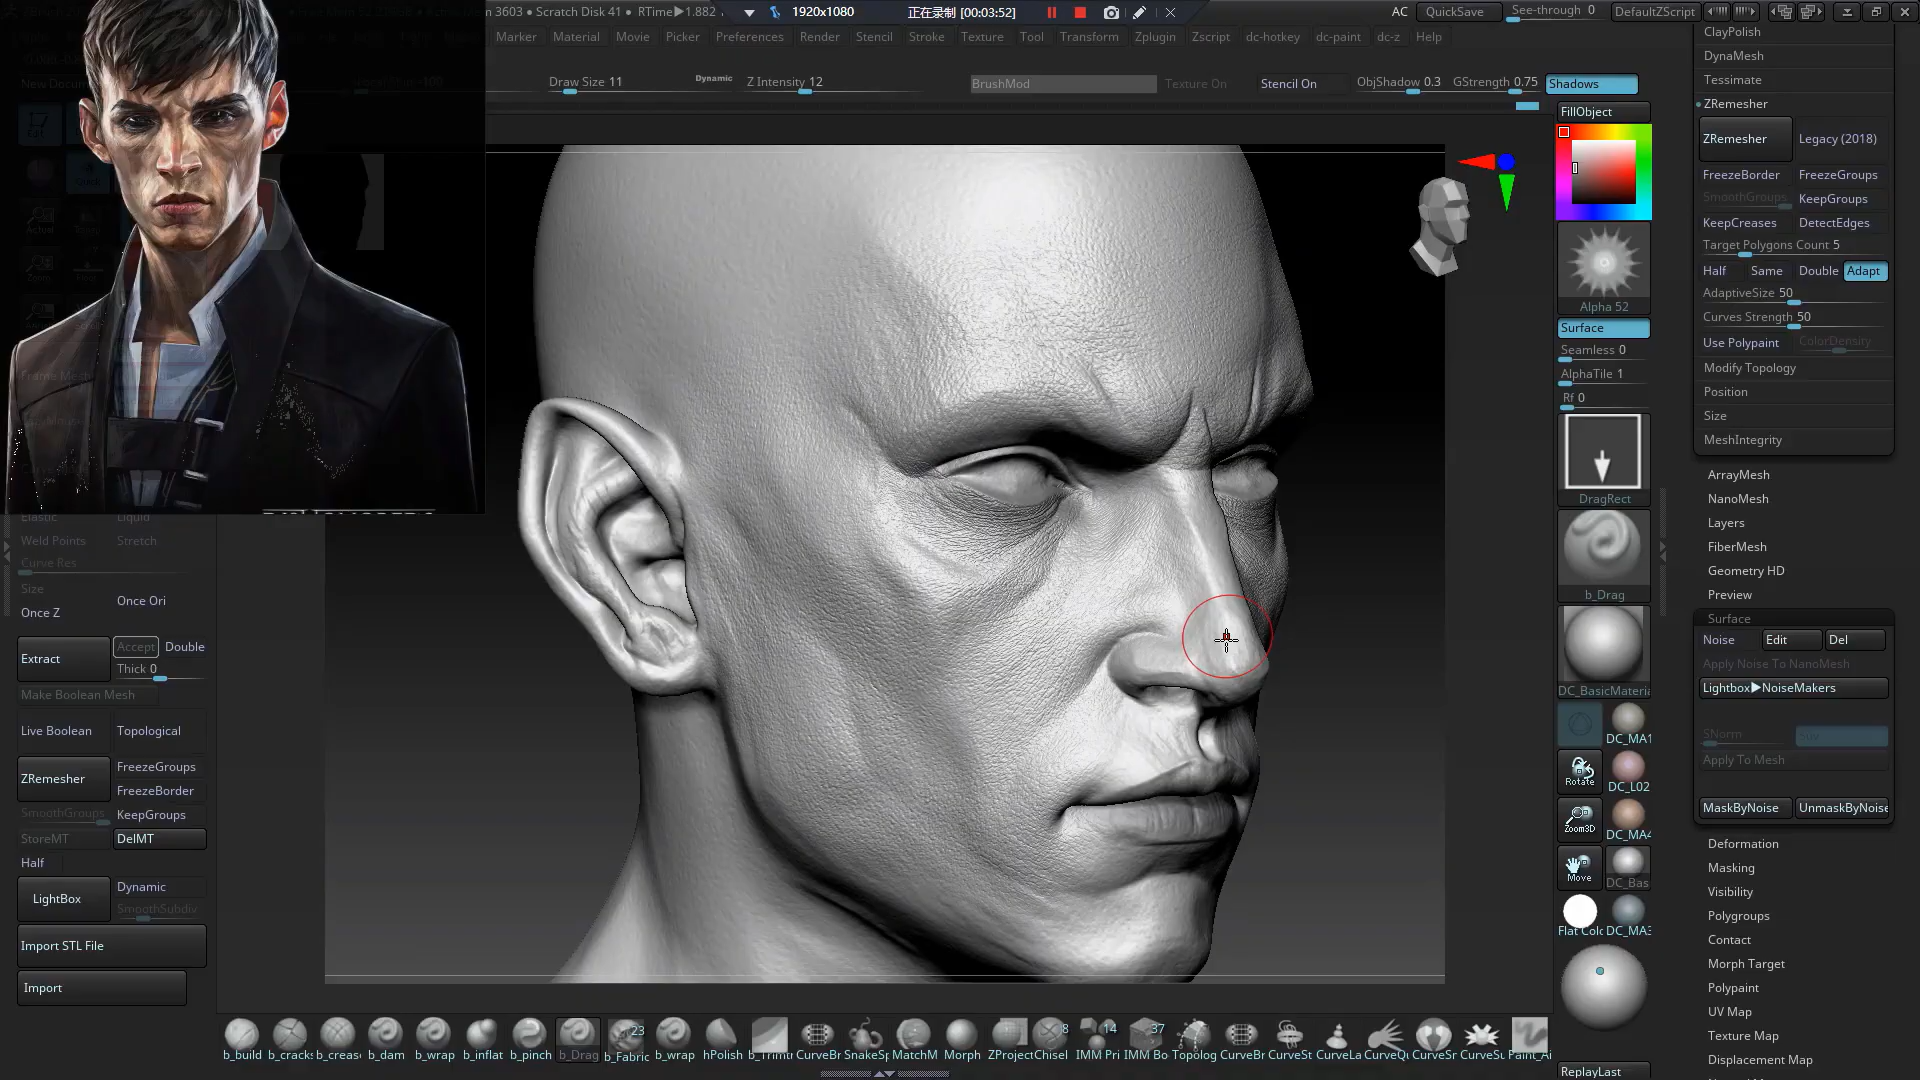 3603 • Scratch Disk 41 • RTime▶1.882
1920x1080
正在录制 [00:03:52]
AC
QuickSave
See-through 0
DefaultZScript
Marker
Material
Movie
Picker
Preferences
Render
Stencil
Stroke
Texture
Tool
Transform
Zplugin
Zscript
dc-hotkey
dc-paint
dc-z
Help
Draw Size 11
Dynamic
Z Intensity 12
BrushMod
Texture On
Stencil On
ObjShadow 0.3
GStrength 0.75
Shadows
FillObject
Alpha 52
Surface
Seamless 0
AlphaTile 1
Rf 0
DragRect
b_Drag
DC_BasicMateria
DC_MA1
Rotate
DC_L02
Zoom3D
DC_MA4
Move
DC_Bas
Flat Colo
DC_MA3
ReplayLast
ClayPolish
DynaMesh
Tessimate
ZRemesher
ZRemesher
Legacy (2018)
FreezeBorder
FreezeGroups
SmoothGroups
KeepGroups
KeepCreases
DetectEdges
Target Polygons Count 5
Half
Same
Double
Adapt
AdaptiveSize 50
Curves Strength 50
Use Polypaint
ColorDensity
Modify Topology
Position
Size
MeshIntegrity
ArrayMesh
NanoMesh
Layers
FiberMesh
Geometry HD
Preview
Surface
Noise
Edit
Del
Apply Noise To NanoMesh
Lightbox▶NoiseMakers
SNorm
Apply To Mesh
MaskByNoise
UnmaskByNoise
Deformation
Masking
Visibility
Polygroups
Contact
Morph Target
Polypaint
UV Map
Texture Map
Displacement Map
Elastic
Liquid
Weld Points
Stretch
Curve Res
Size
Once Z
Once Ori
Extract
Accept
Double
Thick 0
Make Boolean Mesh
Live Boolean
Topological
ZRemesher
FreezeGroups
FreezeBorder
SmoothGroups
KeepGroups
StoreMT
DelMT
Half
LightBox
Dynamic
SmoothSubdiv
Import STL File
Import
23
8
14
37
b_build
b_cracks
b_crease
b_dam
b_wrap
b_inflat
b_pinch
b_Drag
b_Fabric
b_wrap
hPolish
CurveBr
SnakeSp
MatchM
Morph
ZProject
Chisel
IMM Pri
IMM Bo
Topolog
CurveBr
CurveSt
CurveLa
CurveQu
CurveSr
CurveSu